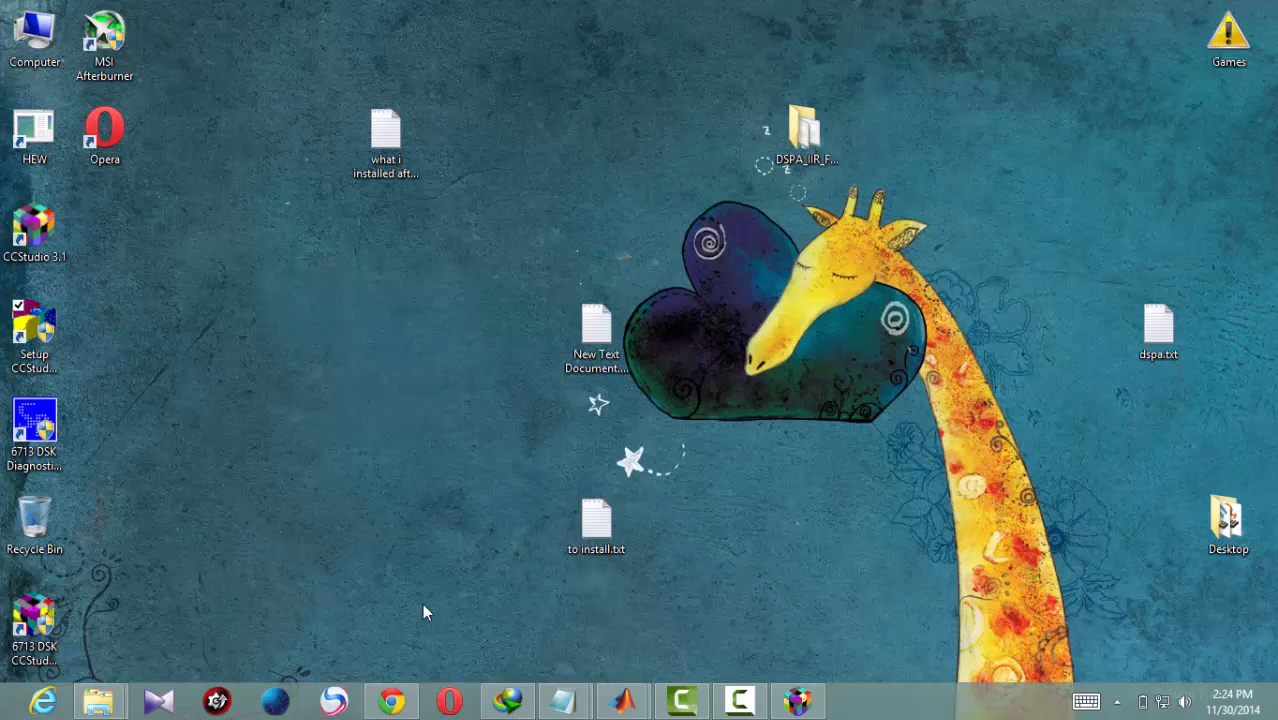 Computer
MSI
Afterburner
Games
HEW
Opera
what i
installed aft...
DSPA_IIR_F...
z
z
CCStudio 3.1
Setup
CCStud...
New Text
Document....
dspa.txt
6713 DSK
Diagnosti...
Recycle Bin
to install.txt
Desktop
6713 DSK
CCStud...
2:24 PM
11/30/2014